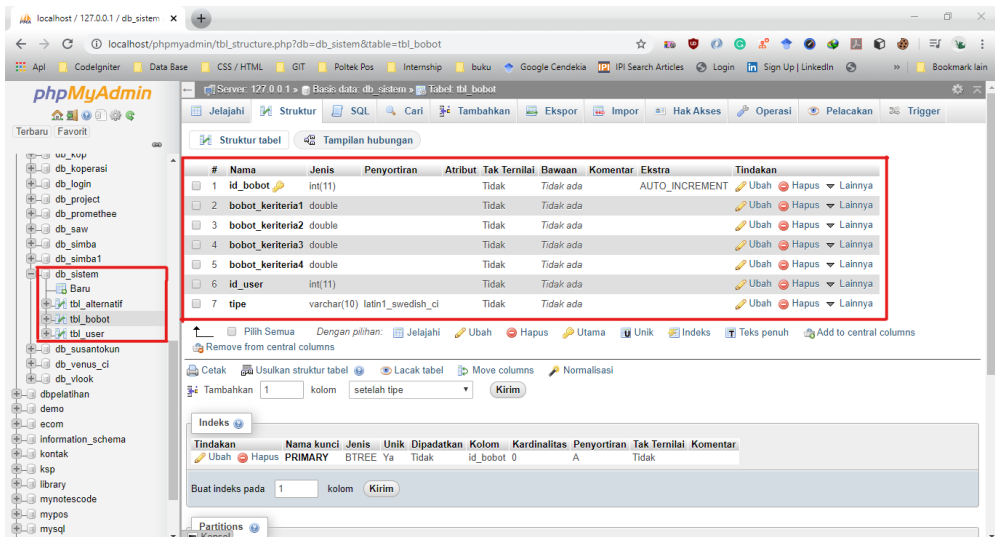 localhost / 127.0.0.1 / db_sistem
localhost/phpmyadmin/tbl_structure.php?db=db_sistem&table=tbl_bobot
Apl CodeIgniter Data Base CSS / HTML GIT Poltek Pos Internship buku Google Cendekia IPI IPI Search Articles Login in Sign Up | LinkedIn » Bookmark lain
phpMyAdmin
Terbaru Favorit
db_kop
db_koperasi
db_login
db_project
db_promethee
db_saw
db_simba
db_simba1
db_sistem
Baru
tbl_alternatif
tbl_bobot
tbl_user
db_susantokun
db_venus_ci
db_vlook
dbpelatihan
demo
ecom
information_schema
kontak
ksp
library
mynotescode
mypos
mysql
Server: 127.0.0.1 » Basis data: db_sistem » Tabel: tbl_bobot
Jelajahi Struktur SQL Cari Tambahkan Ekspor Impor Hak Akses Operasi Pelacakan Trigger
Struktur tabel Tampilan hubungan
# Nama Jenis Penyortiran Atribut Tak Ternilai Bawaan Komentar Ekstra Tindakan
1 id_bobot int(11) Tidak Tidak ada AUTO_INCREMENT Ubah Hapus Lainnya
2 bobot_keriteria1 double Tidak Tidak ada Ubah Hapus Lainnya
3 bobot_keriteria2 double Tidak Tidak ada Ubah Hapus Lainnya
4 bobot_keriteria3 double Tidak Tidak ada Ubah Hapus Lainnya
5 bobot_keriteria4 double Tidak Tidak ada Ubah Hapus Lainnya
6 id_user int(11) Tidak Tidak ada Ubah Hapus Lainnya
7 tipe varchar(10) latin1_swedish_ci Tidak Tidak ada Ubah Hapus Lainnya
Pilih Semua Dengan pilihan: Jelajahi Ubah Hapus Utama Unik Indeks Teks penuh Add to central columns
Remove from central columns
Cetak Usulkan struktur tabel Lacak tabel Move columns Normalisasi
Tambahkan 1 kolom setelah tipe Kirim
Indeks
Tindakan Nama kunci Jenis Unik Dipadatkan Kolom Kardinalitas Penyortiran Tak Ternilai Komentar
Ubah Hapus PRIMARY BTREE Ya Tidak id_bobot 0 A Tidak
Buat indeks pada 1 kolom Kirim
Partitions
Konsol